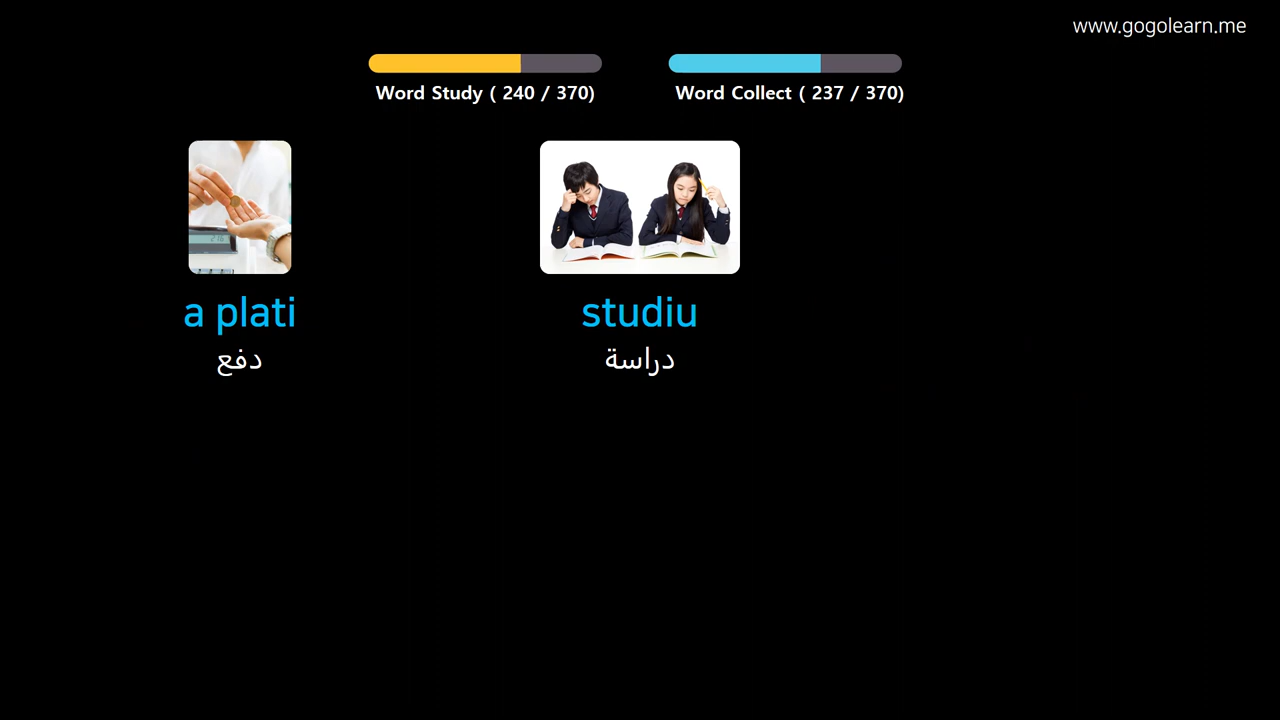 www.gogolearn.me
Word Study ( 240 / 370)
Word Collect ( 237 / 370)
a plati
دفع
studiu
دراسة